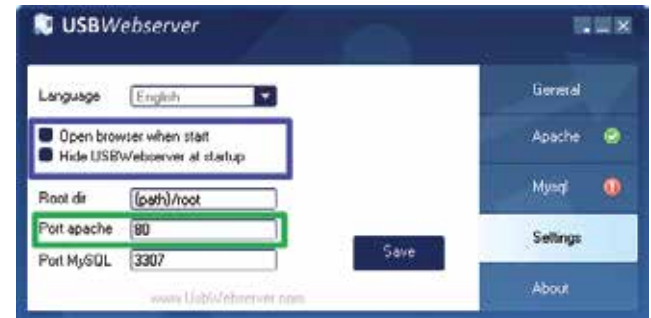 USBWebserver
Language English
Open browser when start
Hide USBWebserver at startup
Root dir {path}/root
Port apache 80
Port MySQL 3307
Save
www.UsbWebserver.com
General
Apache
Mysql
Settings
About